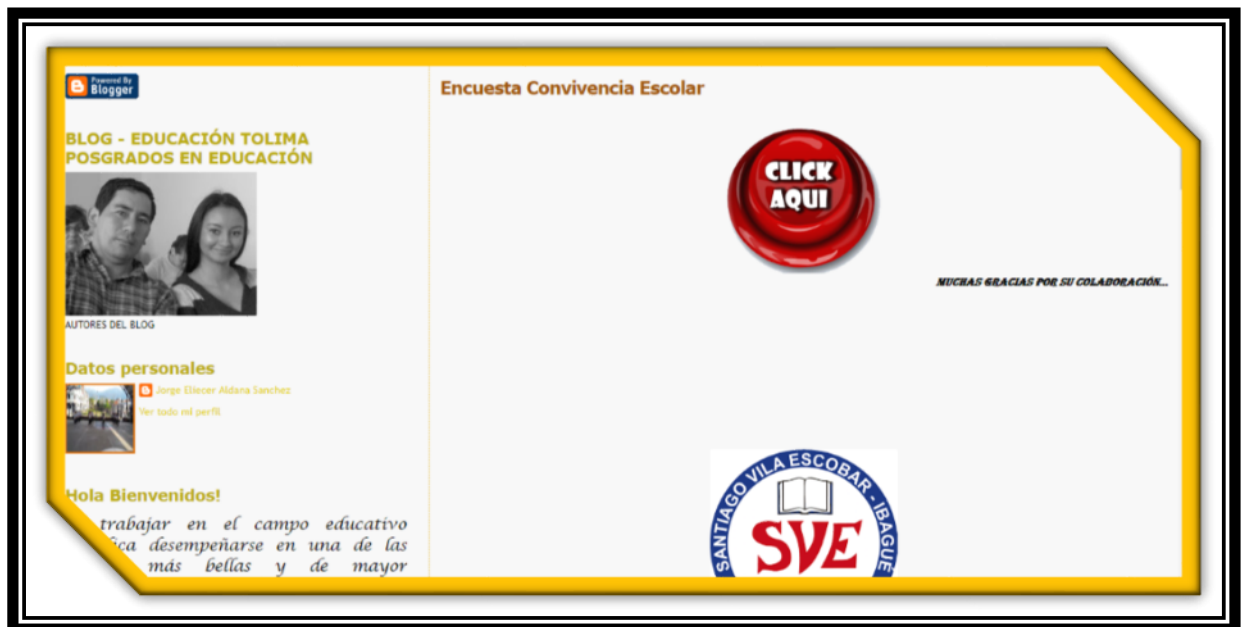 Powered By
Blogger
BLOG - EDUCACIÓN TOLIMA
POSGRADOS EN EDUCACIÓN
AUTORES DEL BLOG
Datos personales
Jorge Eliecer Aldana Sanchez
Ver todo mi perfil
Hola Bienvenidos!
trabajar en el campo educativo
desempeñarse en una de las
más bellas y de mayor
Encuesta Convivencia Escolar
CLICK
AQUI
MUCHAS GRACIAS POR SU COLABORACIÓN...
SANTIAGO VILA ESCOBAR - IBAGUÉ
SVE